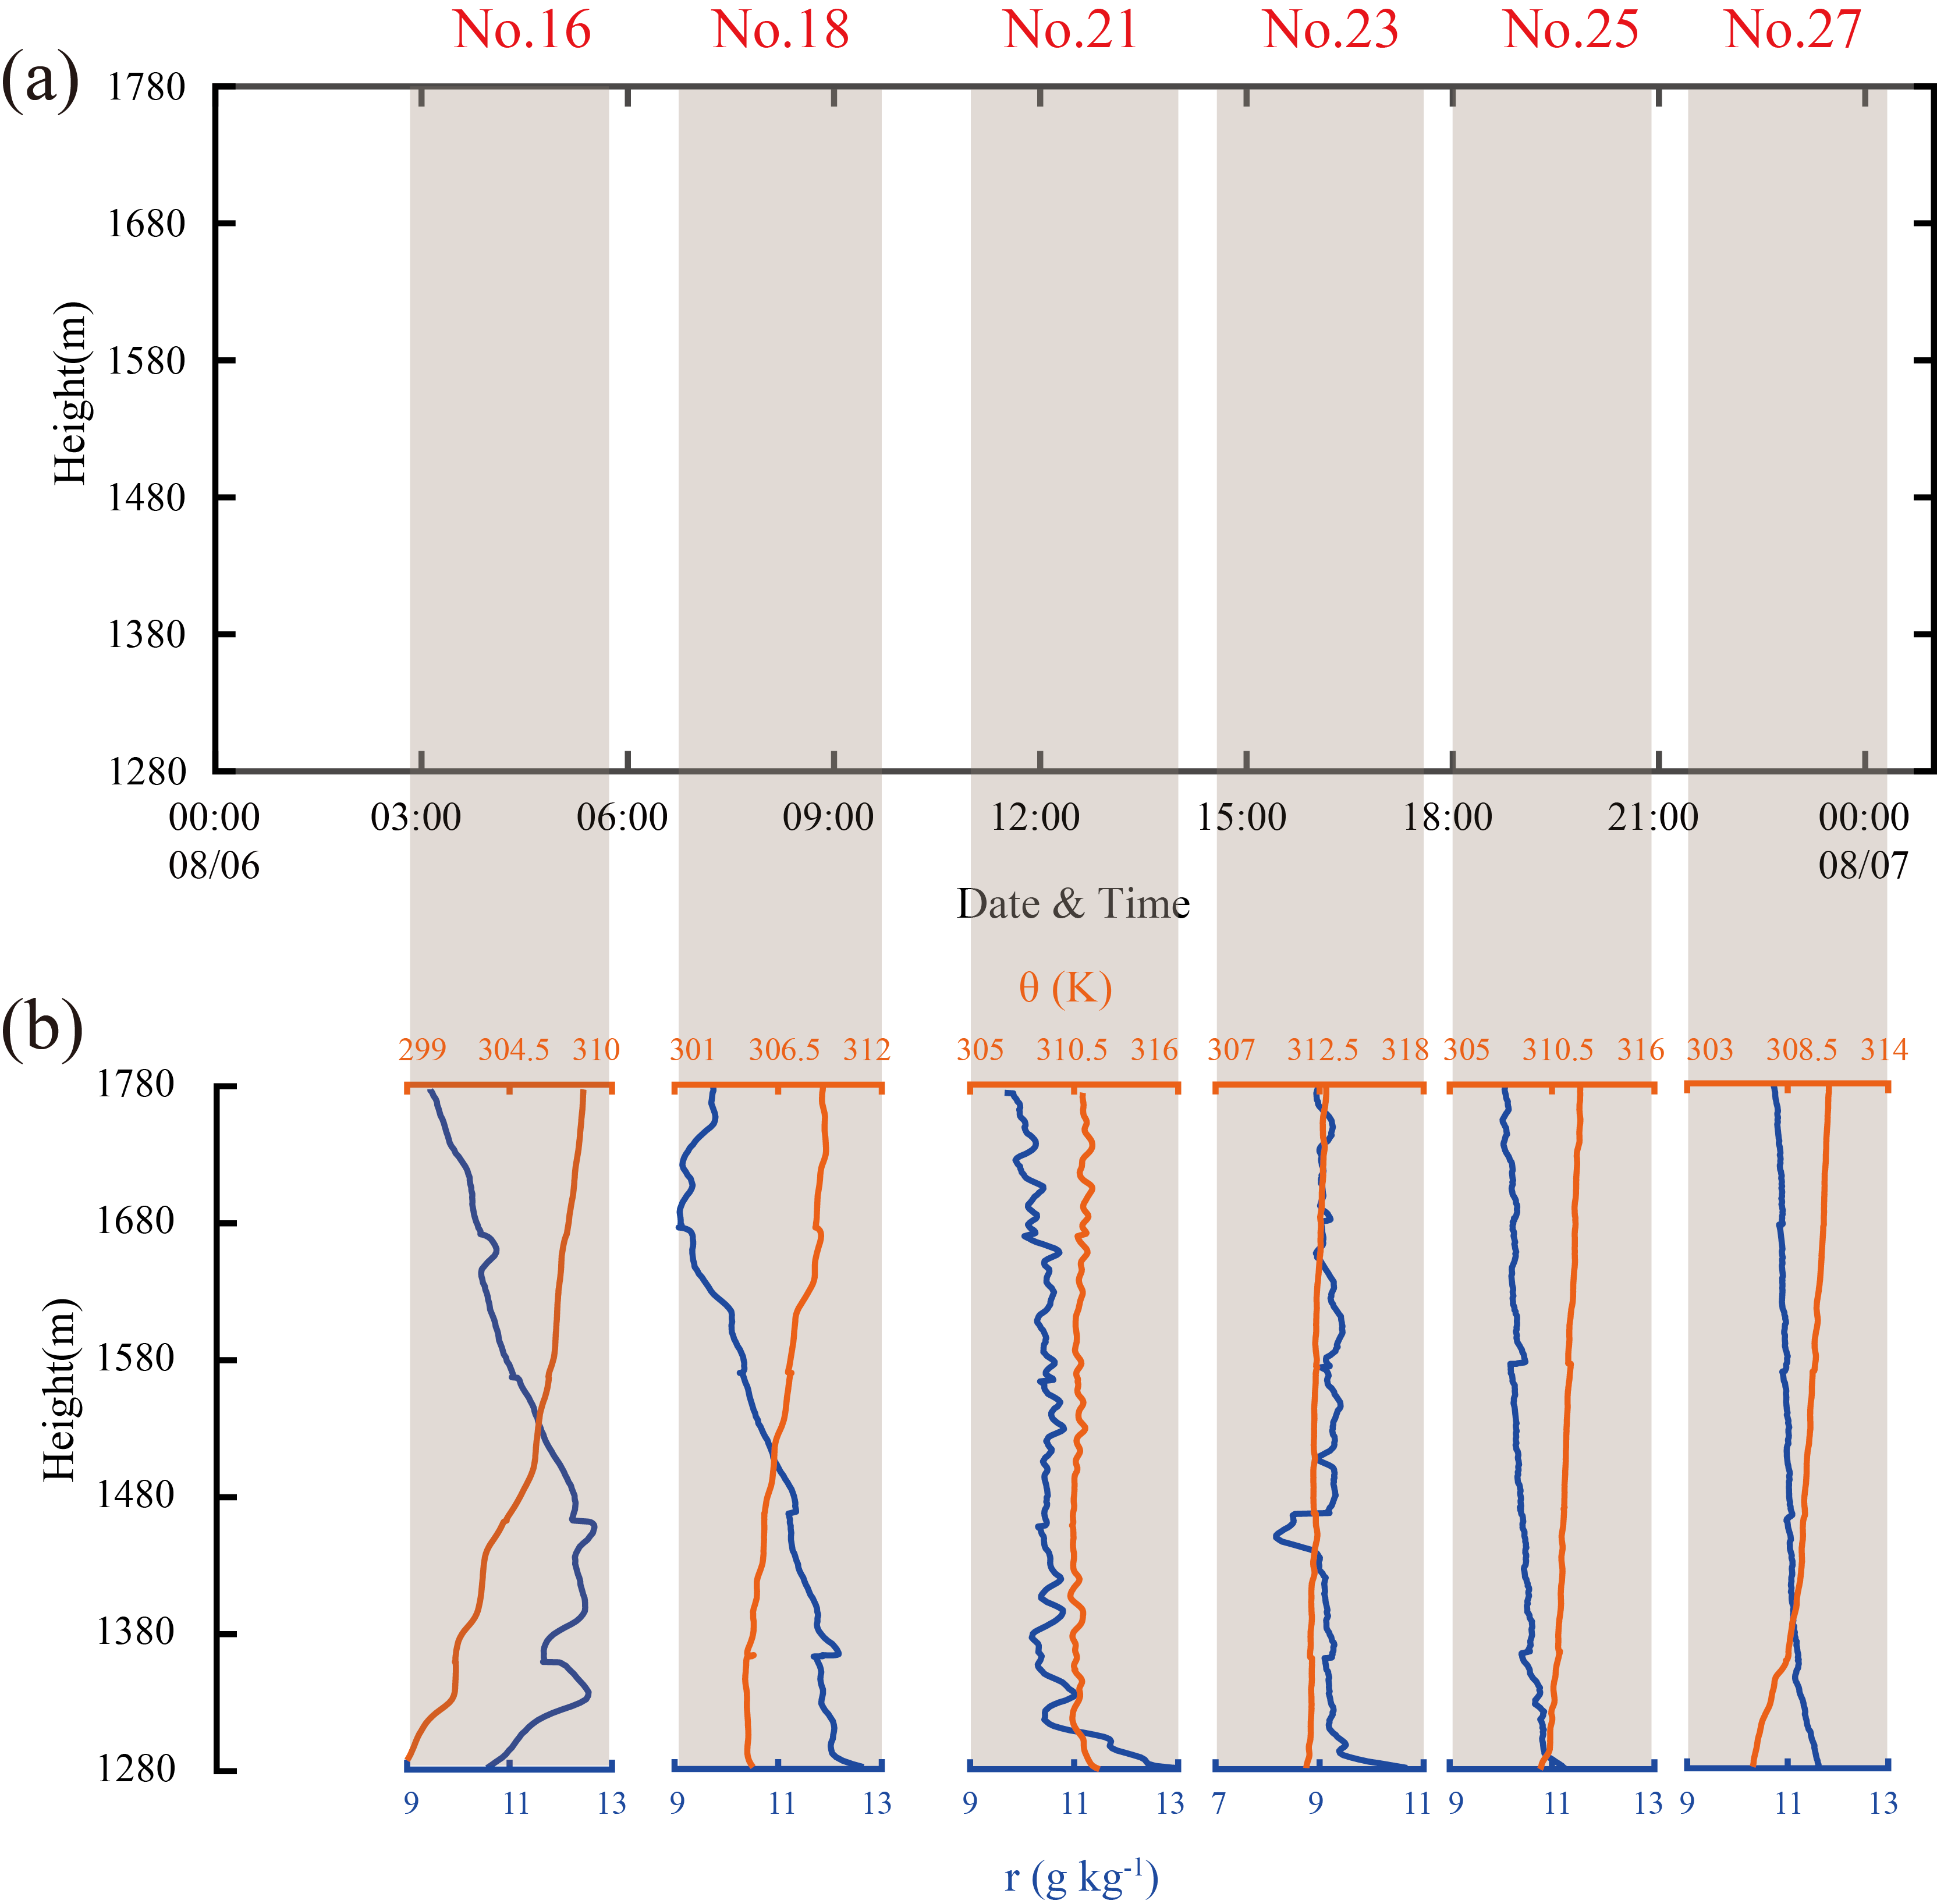 No.16 No.18 No.21 No.23 No.25 No.27
(a)
1780
1680
1580
1480
1380
1280
Height(m)
00:00 03:00 06:00 09:00 12:00 15:00 18:00 21:00 00:00
08/06 08/07
Date & Time
θ (K)
(b)
299 304.5 310 301 306.5 312 305 310.5 316 307 312.5 318 305 310.5 316 303 308.5 314
1780
1680
1580
1480
1380
1280
Height(m)
9 11 13 9 11 13 9 11 13 7 9 11 9 11 13 9 11 13
r (g kg⁻¹)